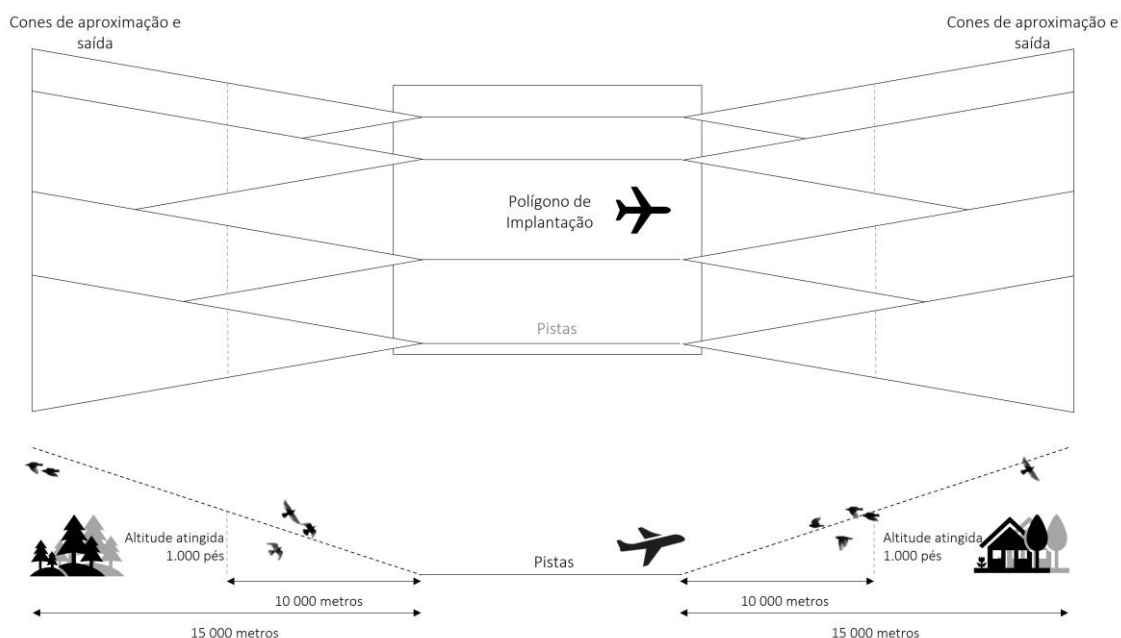 Cones de aproximação e
saída
Cones de aproximação e
saída
Polígono de
Implantação
Pistas
Altitude atingida
1.000 pés
Pistas
Altitude atingida
1.000 pés
10 000 metros
10 000 metros
15 000 metros
15 000 metros